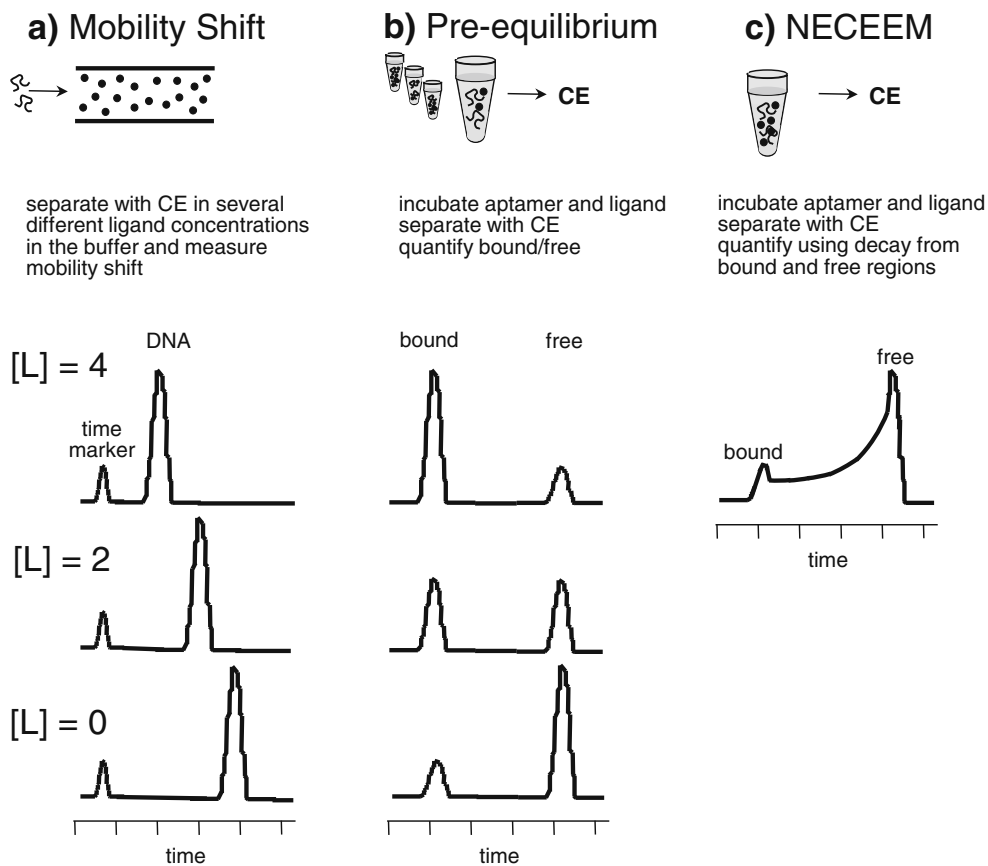 a) Mobility Shift
separate with CE in several
different ligand concentrations
in the buffer and measure
mobility shift
[L] = 4
DNA
time
marker
[L] = 2
[L] = 0
time
b) Pre-equilibrium
CE
incubate aptamer and ligand
separate with CE
quantify bound/free
bound
free
time
c) NECEEM
CE
incubate aptamer and ligand
separate with CE
quantify using decay from
bound and free regions
bound
free
time